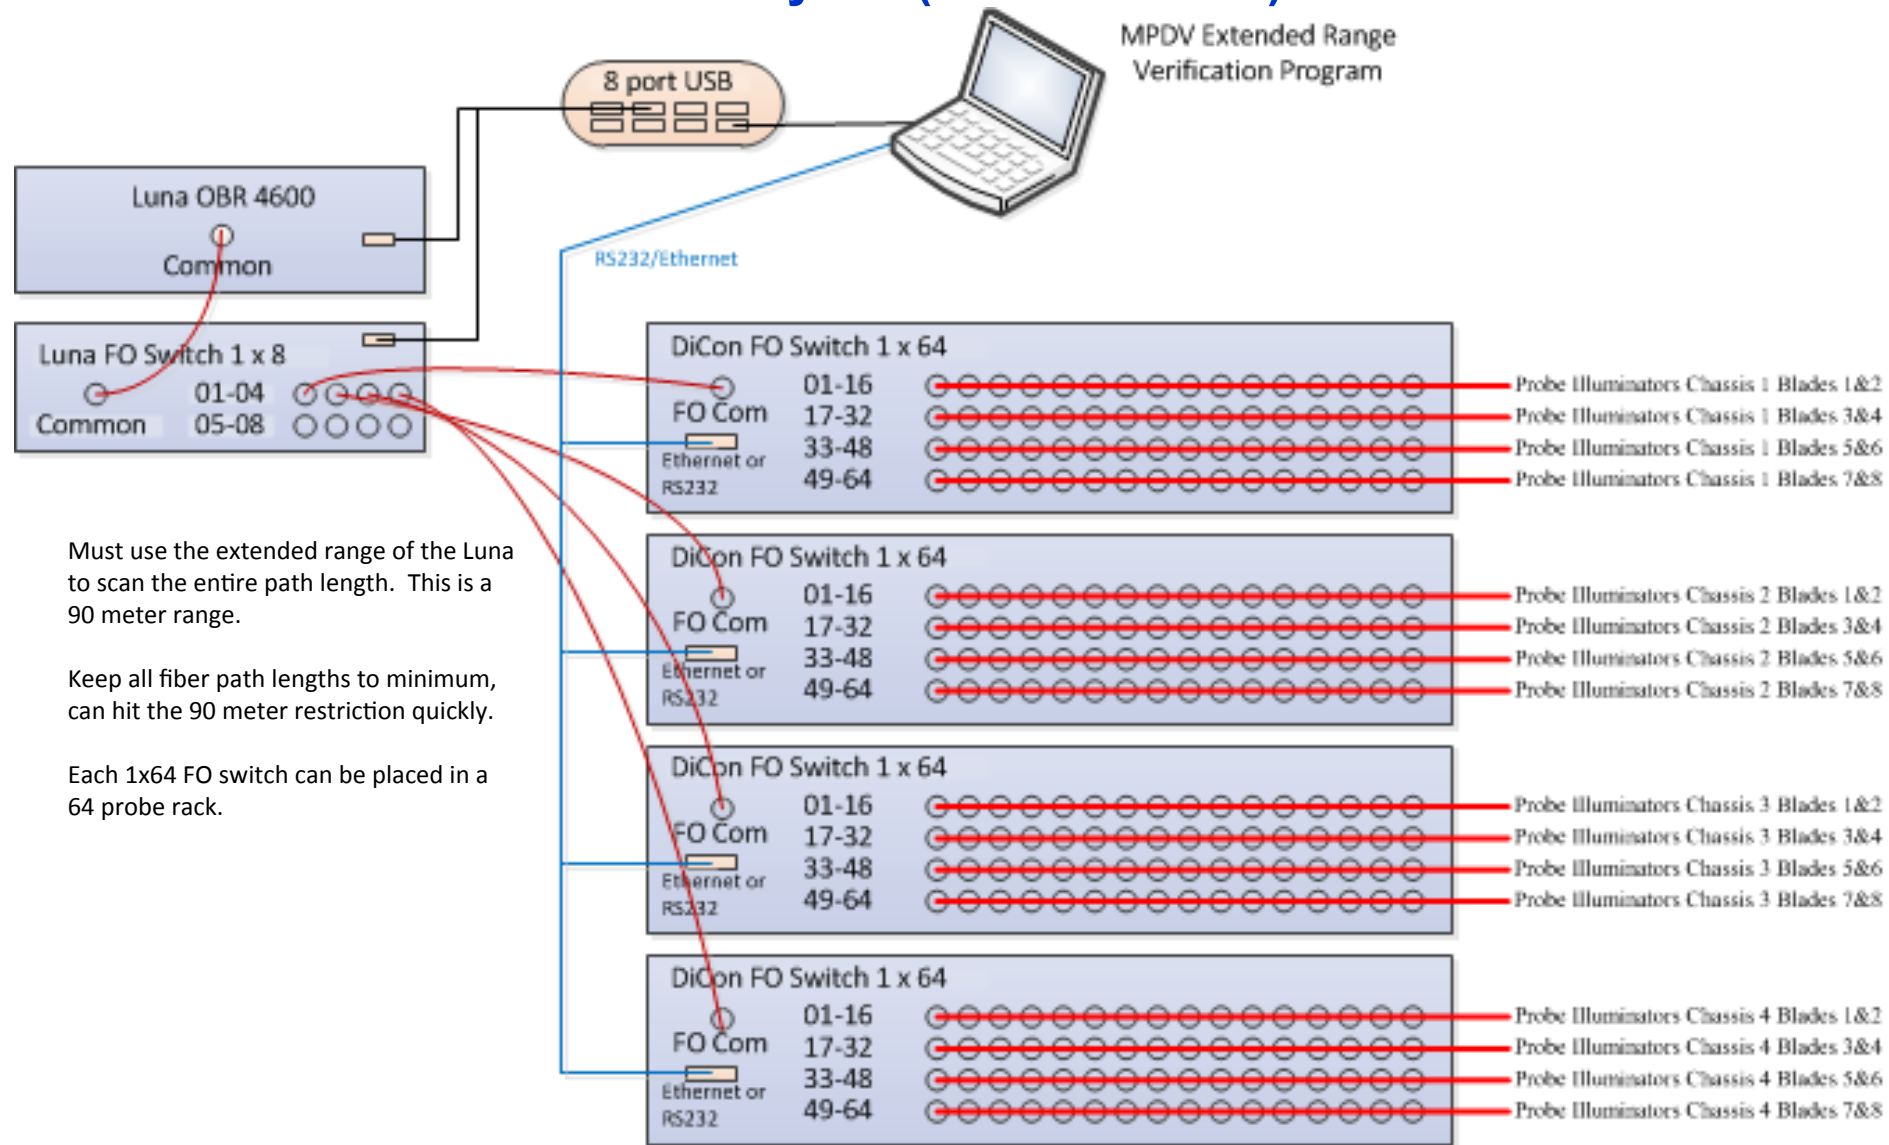 MPDV Extended Range
Verification Program
8 port USB
Luna OBR 4600
Common
RS232/Ethernet
Luna FO Switch 1 x 8
01-04
Common
05-08
Must use the extended range of the Luna
to scan the entire path length.  This is a
90 meter range.
Keep all fiber path lengths to minimum,
can hit the 90 meter restriction quickly.
Each 1x64 FO switch can be placed in a
64 probe rack.
DiCon FO Switch 1 x 64
01-16
Probe Illuminators Chassis 1 Blades 1&2
FO Com
17-32
Probe Illuminators Chassis 1 Blades 3&4
33-48
Probe Illuminators Chassis 1 Blades 5&6
Ethernet or
RS232
49-64
Probe Illuminators Chassis 1 Blades 7&8
DiCon FO Switch 1 x 64
01-16
Probe Illuminators Chassis 2 Blades 1&2
FO Com
17-32
Probe Illuminators Chassis 2 Blades 3&4
33-48
Probe Illuminators Chassis 2 Blades 5&6
Ethernet or
RS232
49-64
Probe Illuminators Chassis 2 Blades 7&8
DiCon FO Switch 1 x 64
01-16
Probe Illuminators Chassis 3 Blades 1&2
FO Com
17-32
Probe Illuminators Chassis 3 Blades 3&4
33-48
Probe Illuminators Chassis 3 Blades 5&6
Ethernet or
RS232
49-64
Probe Illuminators Chassis 3 Blades 7&8
DiCon FO Switch 1 x 64
01-16
Probe Illuminators Chassis 4 Blades 1&2
FO Com
17-32
Probe Illuminators Chassis 4 Blades 3&4
33-48
Probe Illuminators Chassis 4 Blades 5&6
Ethernet or
RS232
49-64
Probe Illuminators Chassis 4 Blades 7&8